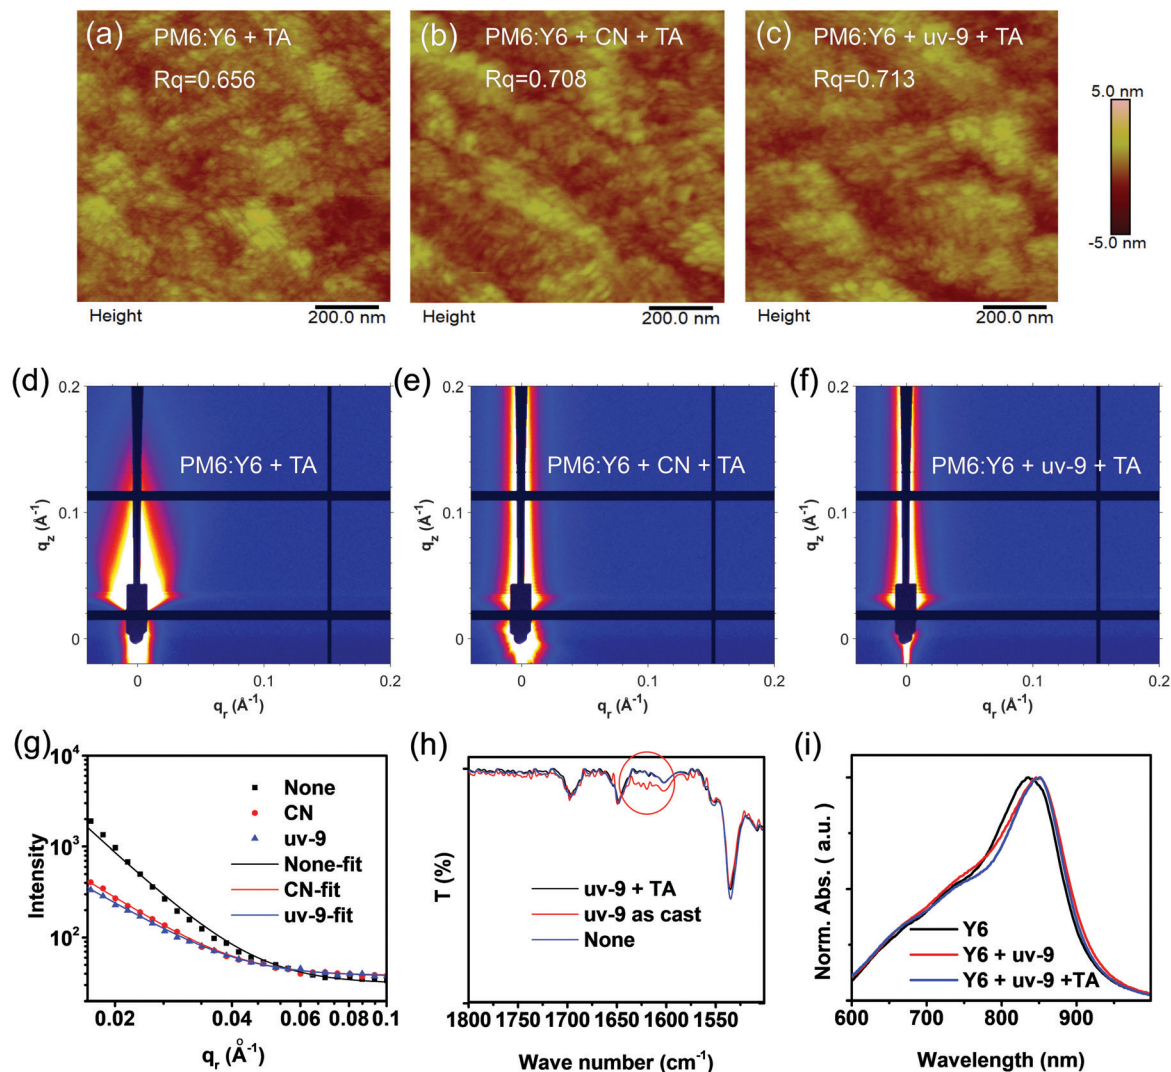 (a) PM6:Y6 + TA
Rq=0.656
Height
200.0 nm
(b) PM6:Y6 + CN + TA
Rq=0.708
Height
200.0 nm
(c) PM6:Y6 + uv-9 + TA
Rq=0.713
Height
200.0 nm
5.0 nm
-5.0 nm
(d)
0.2
PM6:Y6 + TA
0.1
0
q_z (Å⁻¹)
0 0.1 0.2
q_r (Å⁻¹)
(e)
0.2
PM6:Y6 + CN + TA
0.1
0
q_z (Å⁻¹)
0 0.1 0.2
q_r (Å⁻¹)
(f)
0.2
PM6:Y6 + uv-9 + TA
0.1
0
q_z (Å⁻¹)
0 0.1 0.2
q_r (Å⁻¹)
(g)
10⁴
10³
10²
Intensity
None
CN
uv-9
None-fit
CN-fit
uv-9-fit
0.02 0.04 0.06 0.08 0.1
q_r (Å⁻¹)
(h)
T (%)
uv-9 + TA
uv-9 as cast
None
1800 1750 1700 1650 1600 1550
Wave number (cm⁻¹)
(i)
Norm. Abs. ( a.u. )
Y6
Y6 + uv-9
Y6 + uv-9 +TA
600 700 800 900
Wavelength (nm)